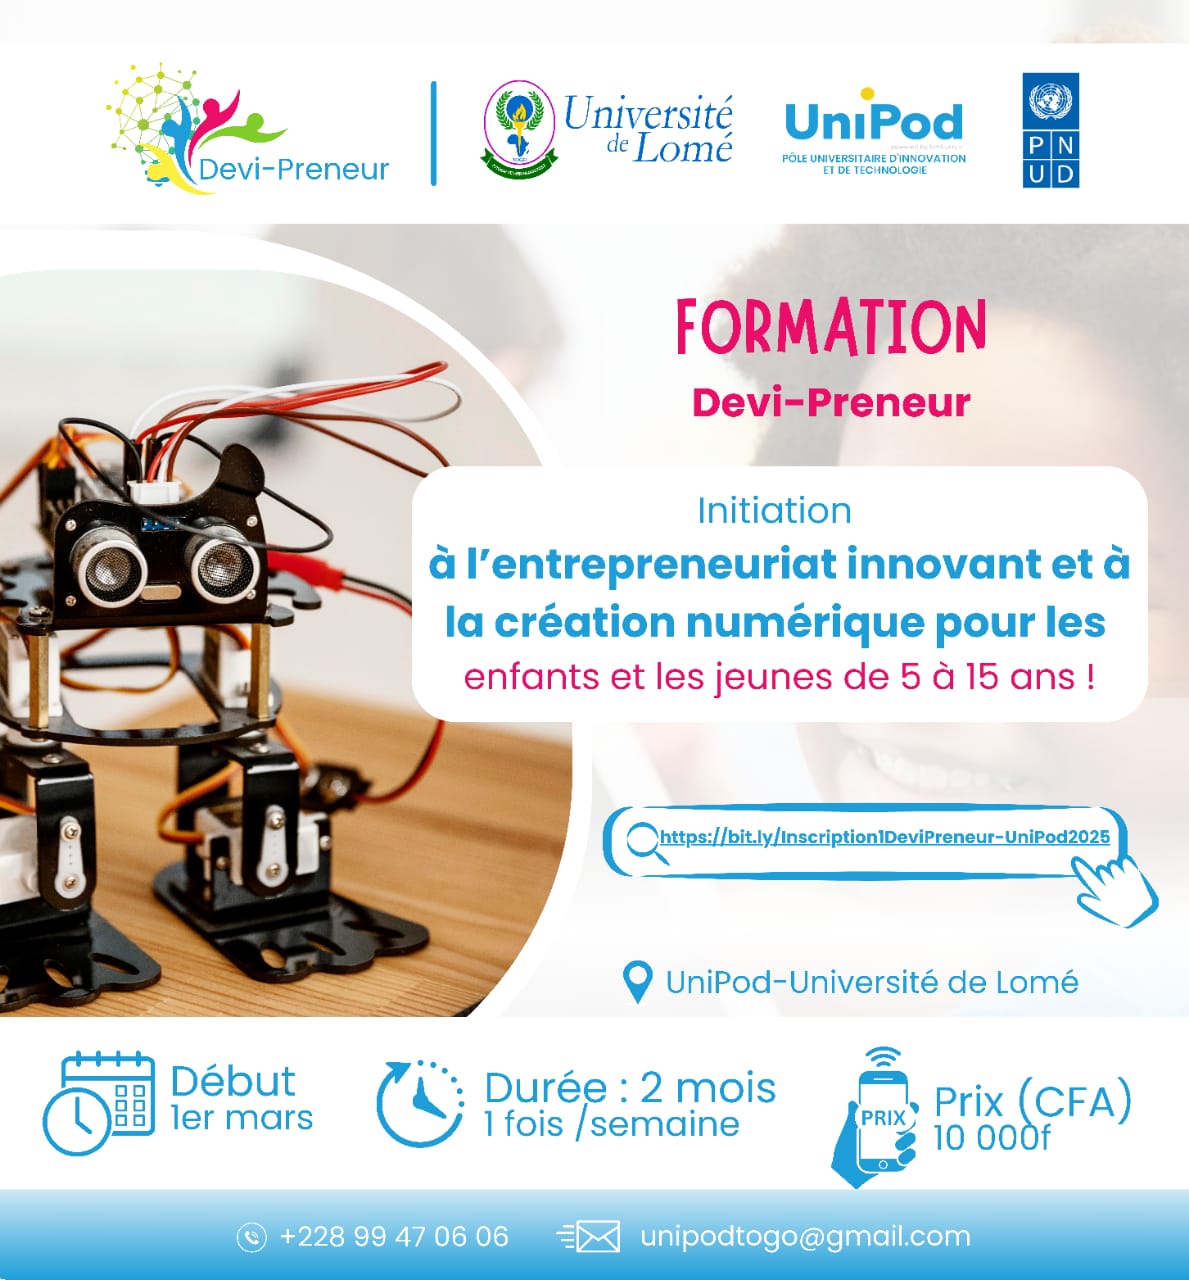 Devi-Preneur
Université
de Lomé
TOGO
UniPod
PÔLE UNIVERSITAIRE D'INNOVATION
ET DE TECHNOLOGIE
PN
UD
FORMATION
Devi-Preneur
Initiation
à l'entrepreneuriat innovant et à
la création numérique pour les
enfants et les jeunes de 5 à 15 ans !
https://bit.ly/Inscription1DeviPreneur-UniPod2025
UniPod-Université de Lomé
Début
1er mars
Durée : 2 mois
1 fois /semaine
PRIX
Prix (CFA)
10 000f
+228 99 47 06 06
unipodtogo@gmail.com